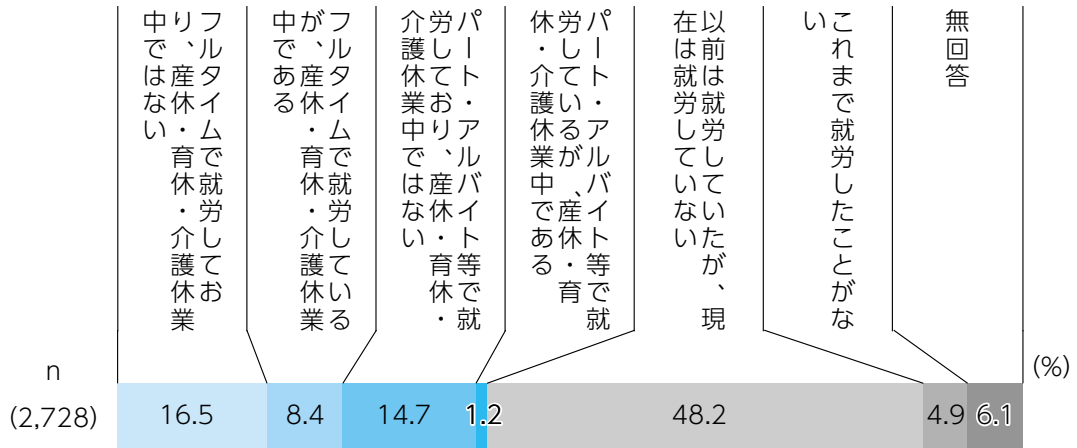 フルタイムで就労してお
り、産休・育休・介護休業
中ではない
フルタイムで就労している
が、産休・育休・介護休業
中である
パート・アルバイト等で就
労しており、産休・育休・
介護休業中ではない
パート・アルバイト等で就
労しているが、産休・育
休・介護休業中である
以前は就労していたが、現
在は就労していない
これまで就労したことがな
い
無回答
n
(%)
(2,728)
16.5
8.4
14.7
1.2
48.2
4.9
6.1